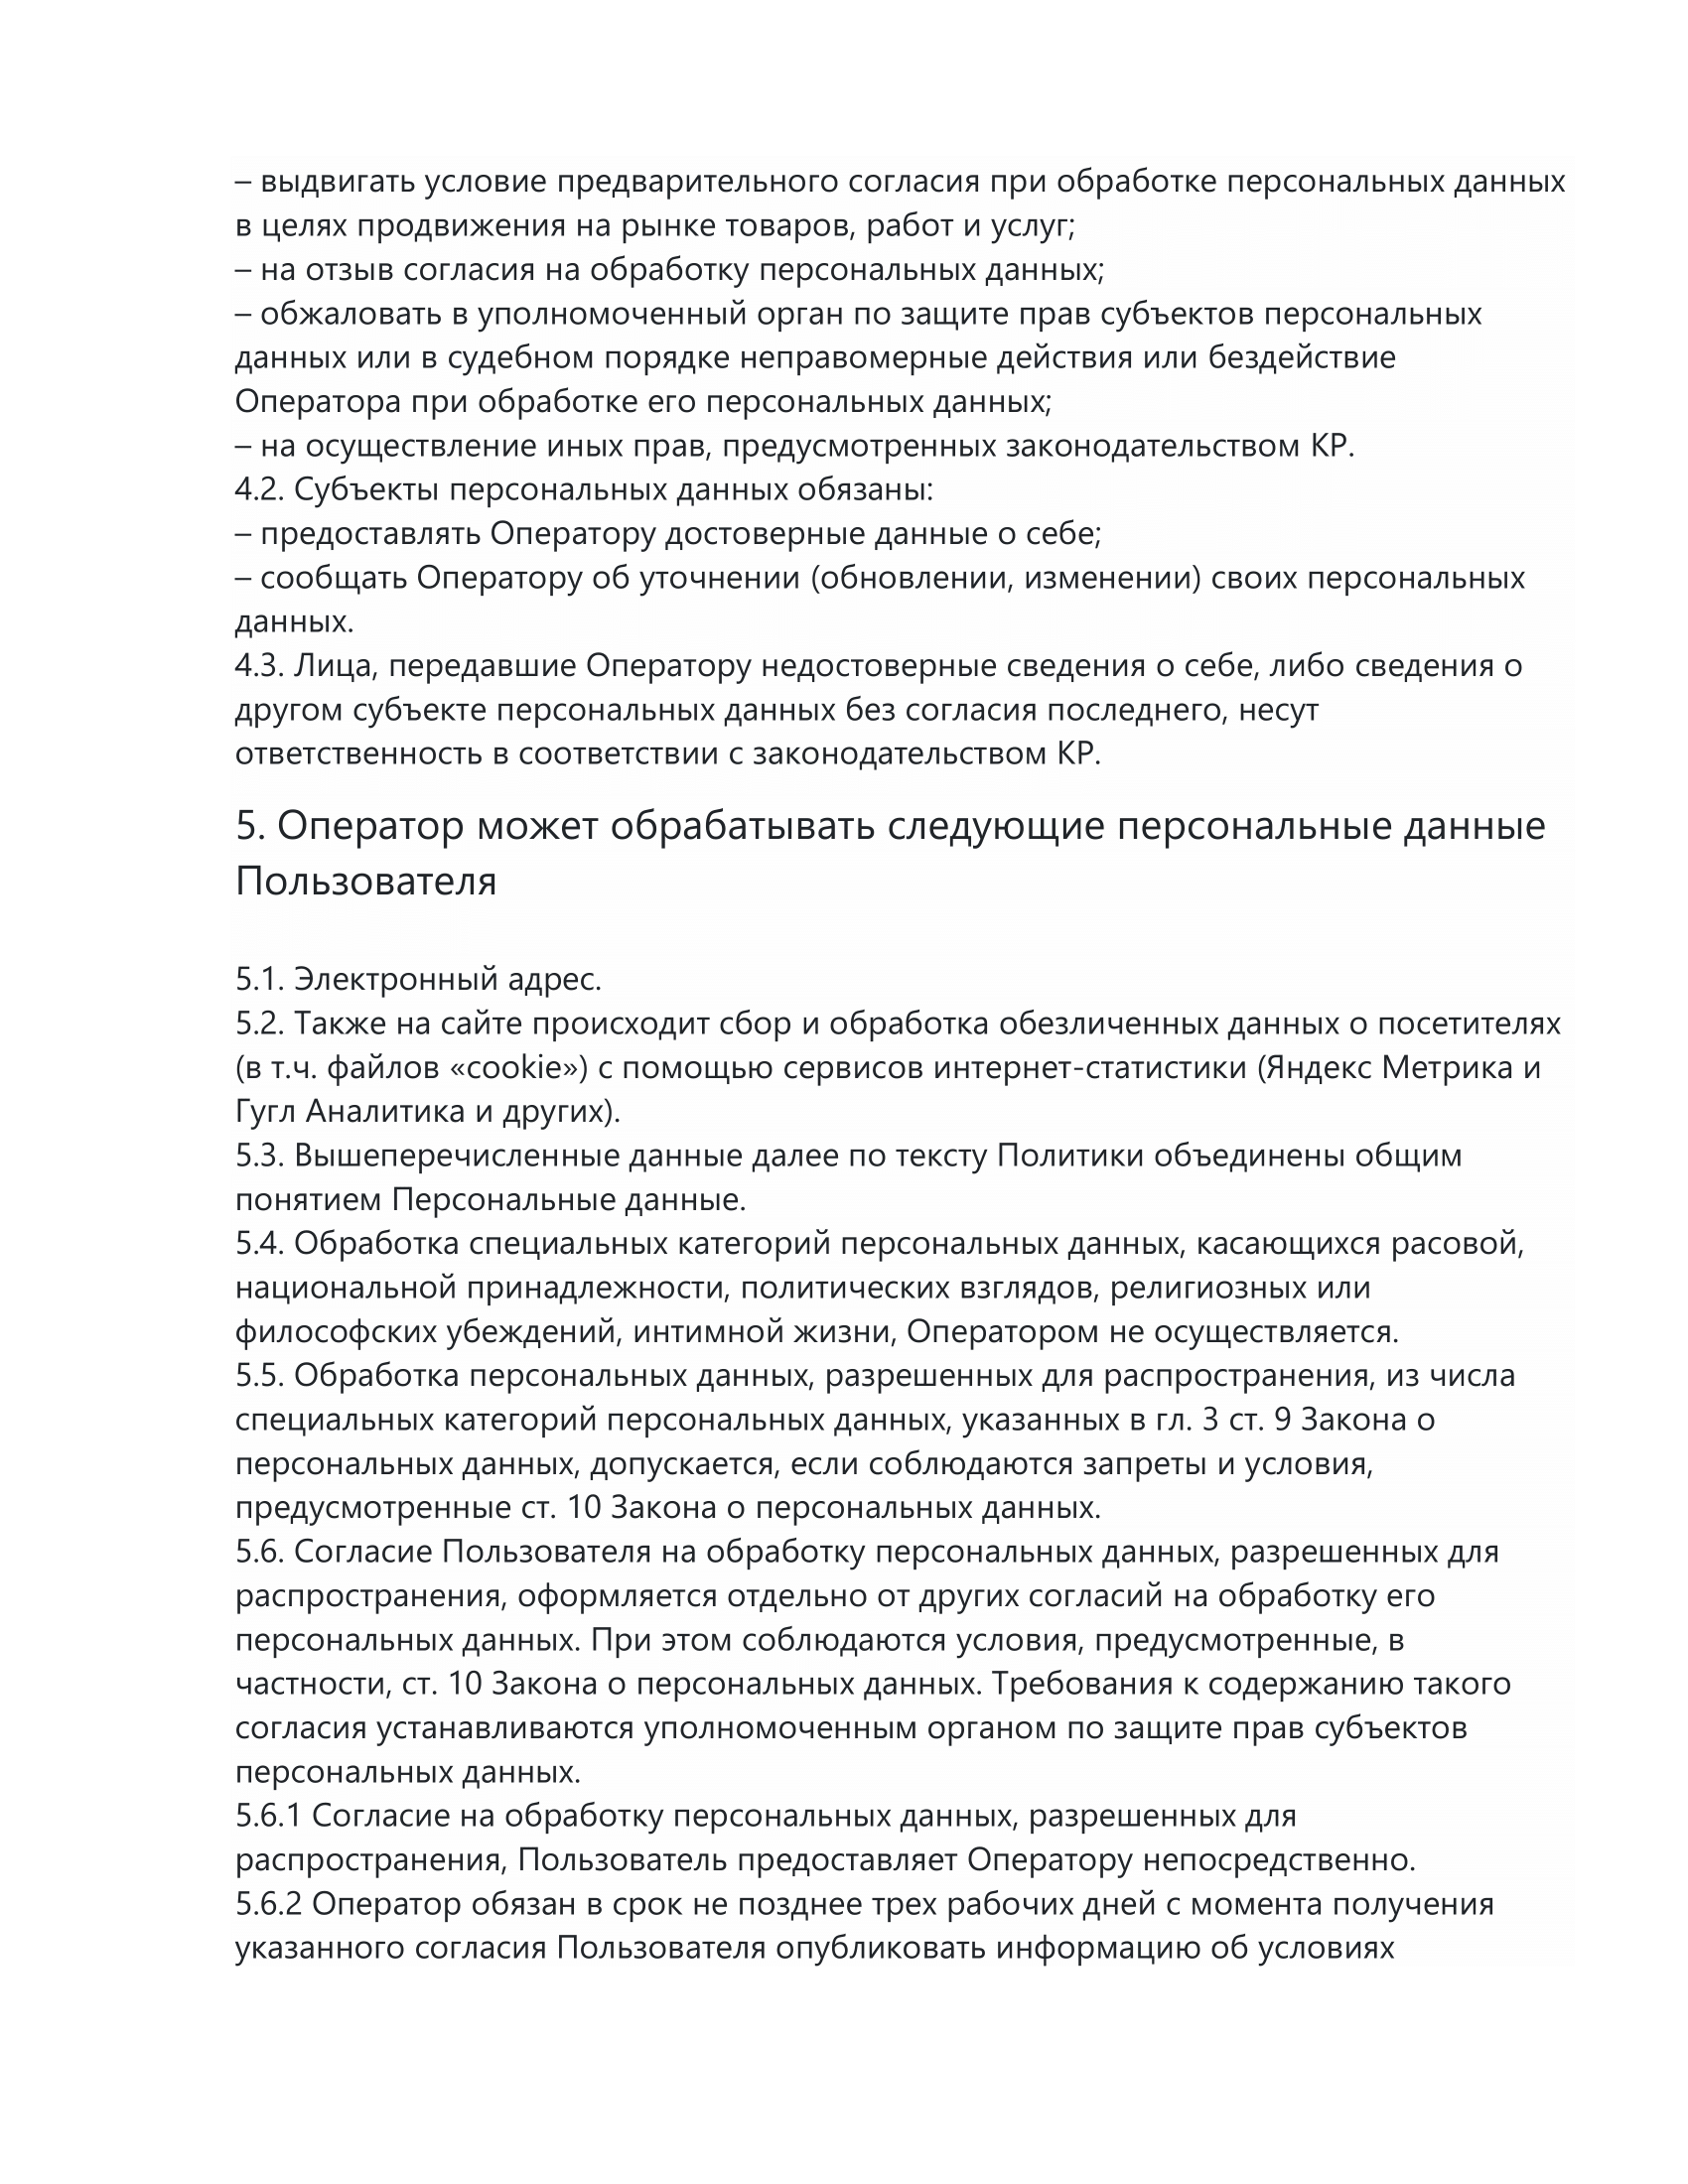 – выдвигать условие предварительного согласия при обработке персональных данных
в целях продвижения на рынке товаров, работ и услуг;
– на отзыв согласия на обработку персональных данных;
– обжаловать в уполномоченный орган по защите прав субъектов персональных
данных или в судебном порядке неправомерные действия или бездействие
Оператора при обработке его персональных данных;
– на осуществление иных прав, предусмотренных законодательством КР.
4.2. Субъекты персональных данных обязаны:
– предоставлять Оператору достоверные данные о себе;
– сообщать Оператору об уточнении (обновлении, изменении) своих персональных
данных.
4.3. Лица, передавшие Оператору недостоверные сведения о себе, либо сведения о
другом субъекте персональных данных без согласия последнего, несут
ответственность в соответствии с законодательством КР.
5. Оператор может обрабатывать следующие персональные данные
Пользователя
5.1. Электронный адрес.
5.2. Также на сайте происходит сбор и обработка обезличенных данных о посетителях
(в т.ч. файлов «cookie») с помощью сервисов интернет-статистики (Яндекс Метрика и
Гугл Аналитика и других).
5.3. Вышеперечисленные данные далее по тексту Политики объединены общим
понятием Персональные данные.
5.4. Обработка специальных категорий персональных данных, касающихся расовой,
национальной принадлежности, политических взглядов, религиозных или
философских убеждений, интимной жизни, Оператором не осуществляется.
5.5. Обработка персональных данных, разрешенных для распространения, из числа
специальных категорий персональных данных, указанных в гл. 3 ст. 9 Закона о
персональных данных, допускается, если соблюдаются запреты и условия,
предусмотренные ст. 10 Закона о персональных данных.
5.6. Согласие Пользователя на обработку персональных данных, разрешенных для
распространения, оформляется отдельно от других согласий на обработку его
персональных данных. При этом соблюдаются условия, предусмотренные, в
частности, ст. 10 Закона о персональных данных. Требования к содержанию такого
согласия устанавливаются уполномоченным органом по защите прав субъектов
персональных данных.
5.6.1 Согласие на обработку персональных данных, разрешенных для
распространения, Пользователь предоставляет Оператору непосредственно.
5.6.2 Оператор обязан в срок не позднее трех рабочих дней с момента получения
указанного согласия Пользователя опубликовать информацию об условиях